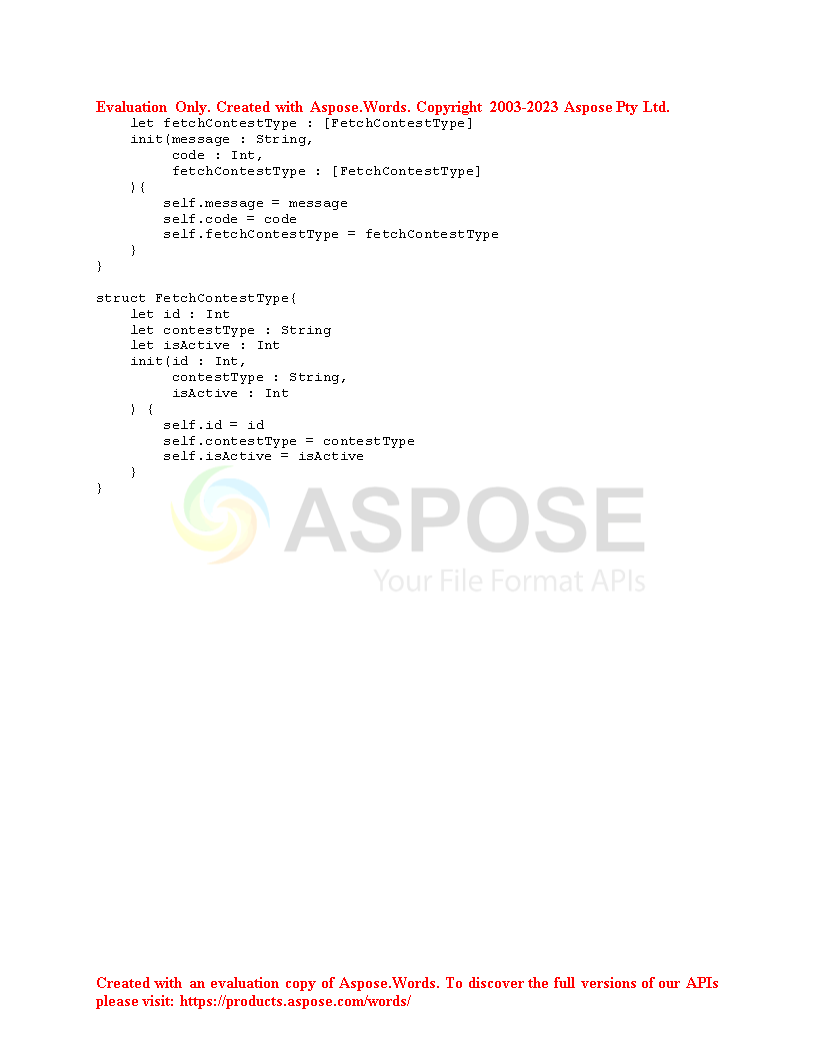 Evaluation Only. Created with Aspose.Words. Copyright 2003-2023 Aspose Pty Ltd.
    let fetchContestType : [FetchContestType]
    init(message : String,
         code : Int,
         fetchContestType : [FetchContestType]
    ){
        self.message = message
        self.code = code
        self.fetchContestType = fetchContestType
    }
}

struct FetchContestType{
    let id : Int
    let contestType : String
    let isActive : Int
    init(id : Int,
         contestType : String,
         isActive : Int
    ) {
        self.id = id
        self.contestType = contestType
        self.isActive = isActive
    }
}
ASPOSE
Your File Format APIs
Created with an evaluation copy of Aspose.Words. To discover the full versions of our APIs
please visit: https://products.aspose.com/words/